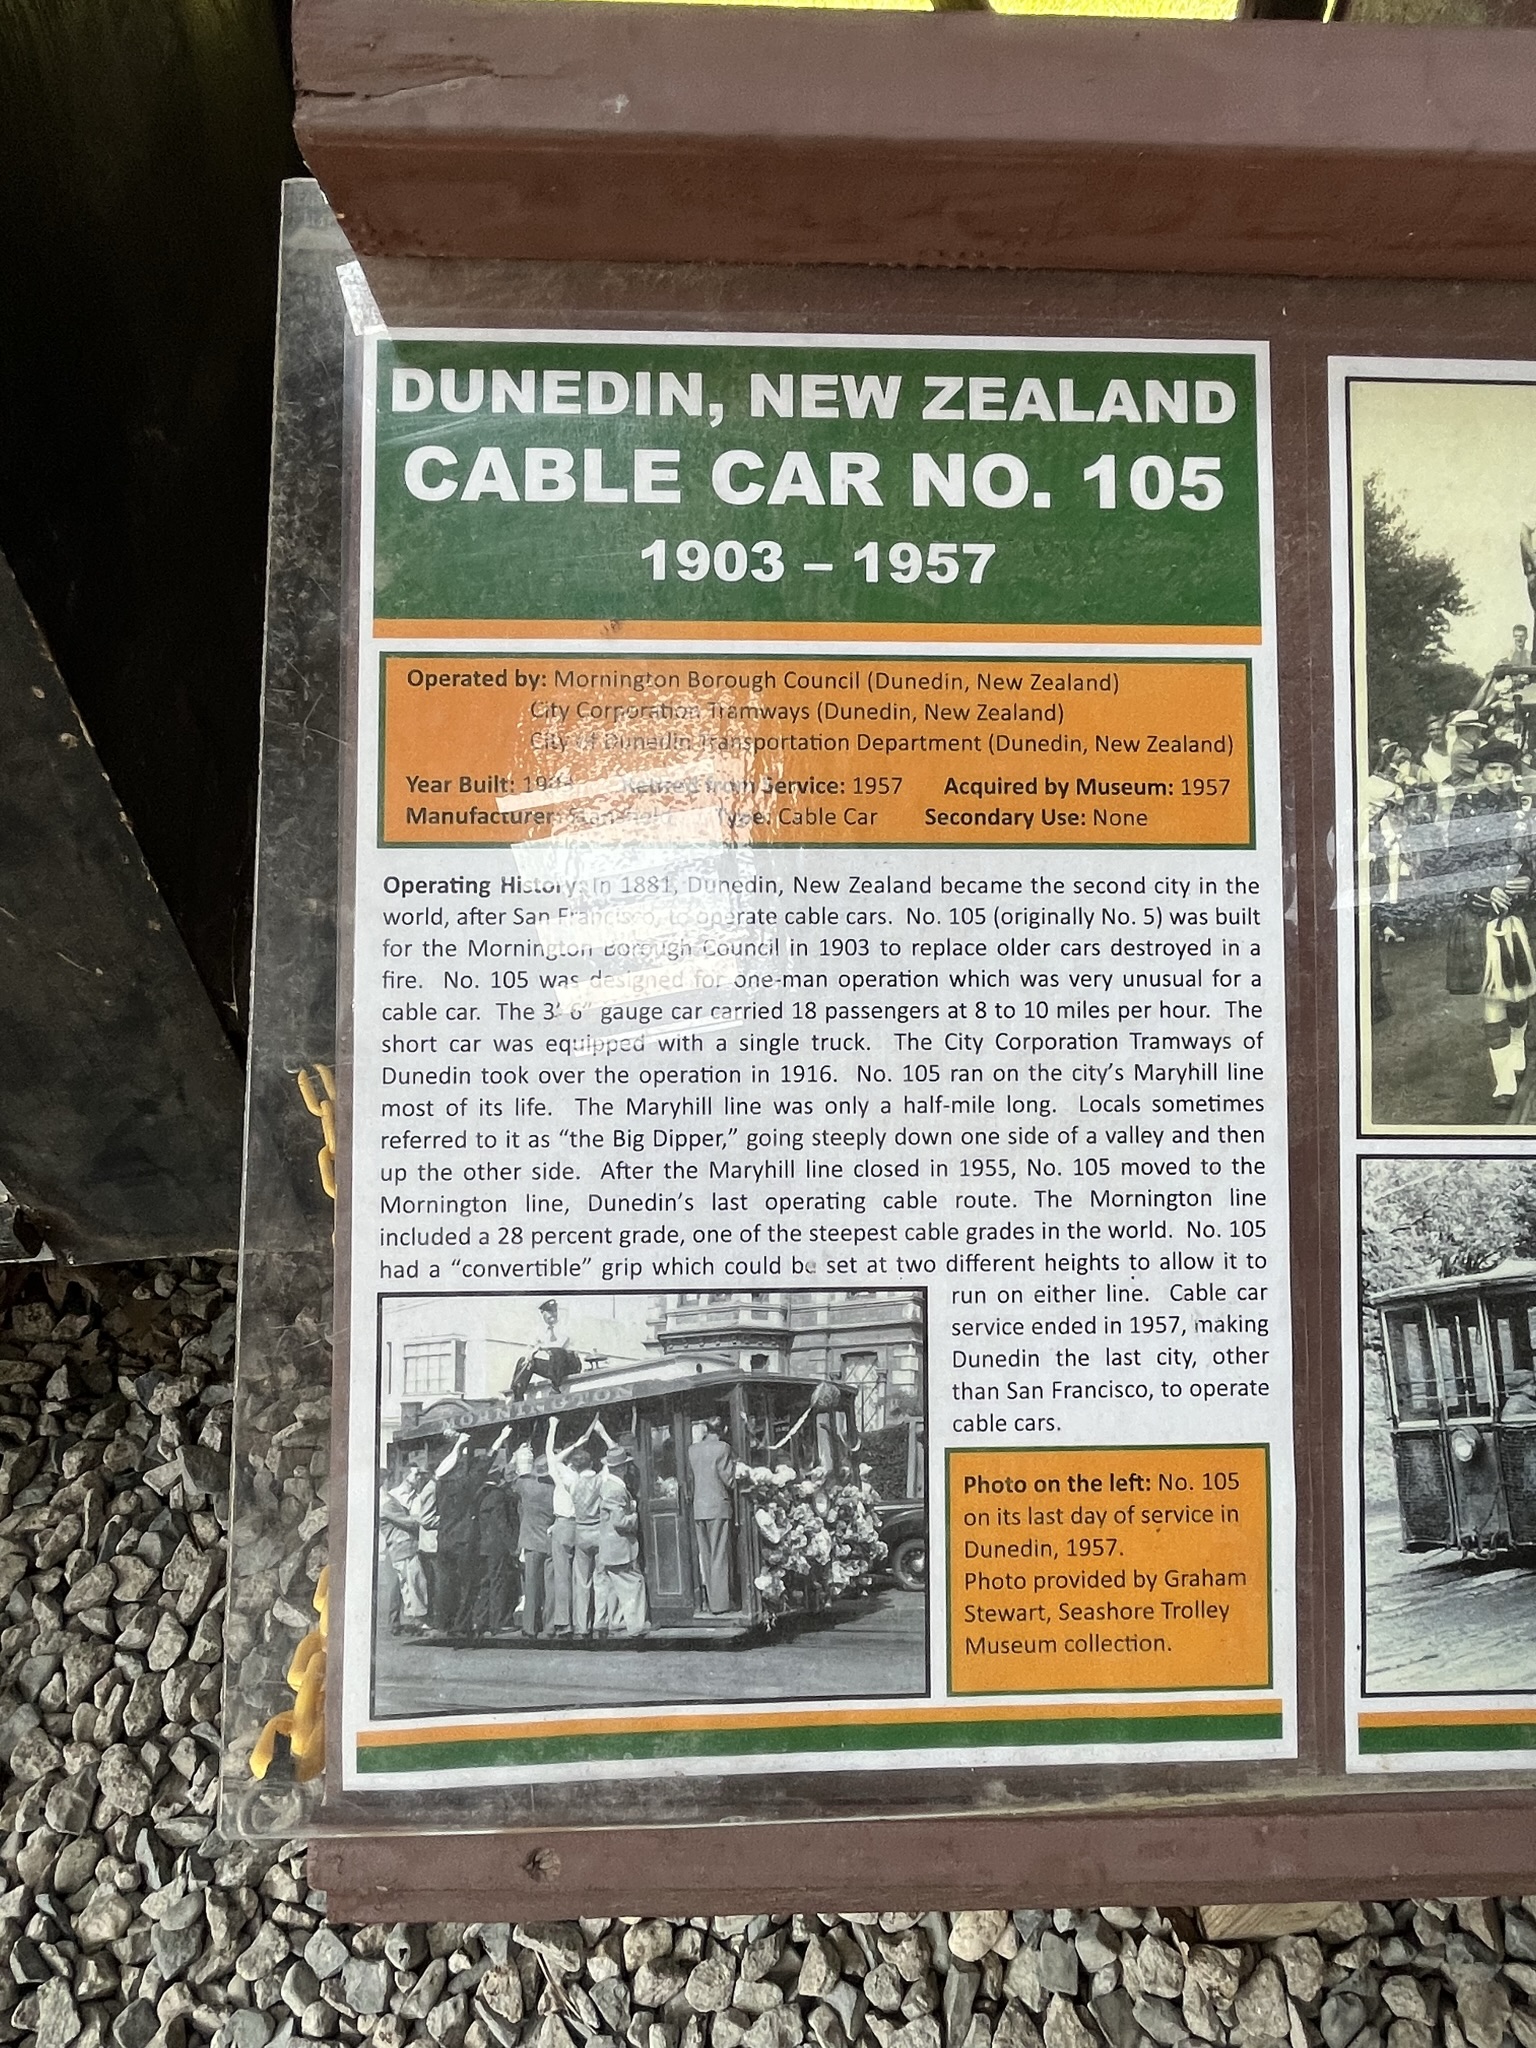 DUNEDIN, NEW ZEALAND
CABLE CAR NO. 105
1903 – 1957
Operated by: Mornington Borough Council (Dunedin, New Zealand)
City Corporation Tramways (Dunedin, New Zealand)
City of Dunedin Transportation Department (Dunedin, New Zealand)
Year Built: Retired from Service: 1957 Acquired by Museum: 1957
Manufacturer: Type: Cable Car Secondary Use: None
Operating History: In 1881, Dunedin, New Zealand became the second city in the
world, after San Francisco, to operate cable cars. No. 105 (originally No. 5) was built
for the Mornington Borough Council in 1903 to replace older cars destroyed in a
fire. No. 105 was designed for one-man operation which was very unusual for a
cable car. The 3' 6" gauge car carried 18 passengers at 8 to 10 miles per hour. The
short car was equipped with a single truck. The City Corporation Tramways of
Dunedin took over the operation in 1916. No. 105 ran on the city's Maryhill line
most of its life. The Maryhill line was only a half-mile long. Locals sometimes
referred to it as “the Big Dipper,” going steeply down one side of a valley and then
up the other side. After the Maryhill line closed in 1955, No. 105 moved to the
Mornington line, Dunedin's last operating cable route. The Mornington line
included a 28 percent grade, one of the steepest cable grades in the world. No. 105
had a “convertible” grip which could be set at two different heights to allow it to
run on either line. Cable car
service ended in 1957, making
Dunedin the last city, other
than San Francisco, to operate
cable cars.
MORNINGTON
Photo on the left: No. 105
on its last day of service in
Dunedin, 1957.
Photo provided by Graham
Stewart, Seashore Trolley
Museum collection.